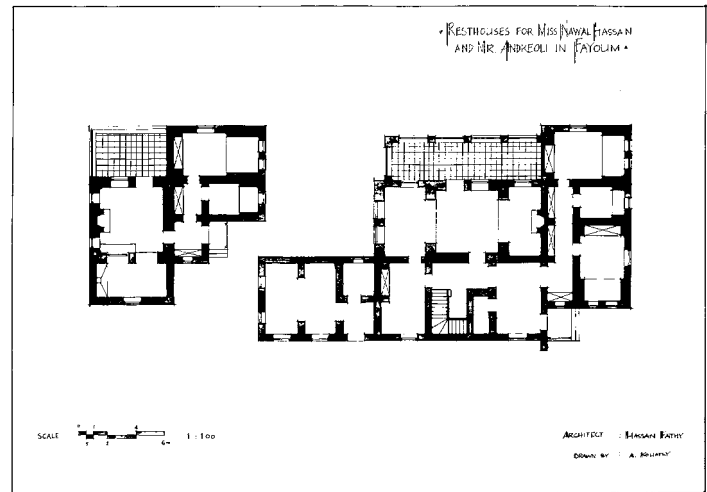 • RESTHOUSES FOR MISS NAWAL HASSAN
AND MR. ANDREOLI IN FAYOUM •
SCALE 1 : 100
ARCHITECT : HASSAN FATHY
DRAWN BY : A.